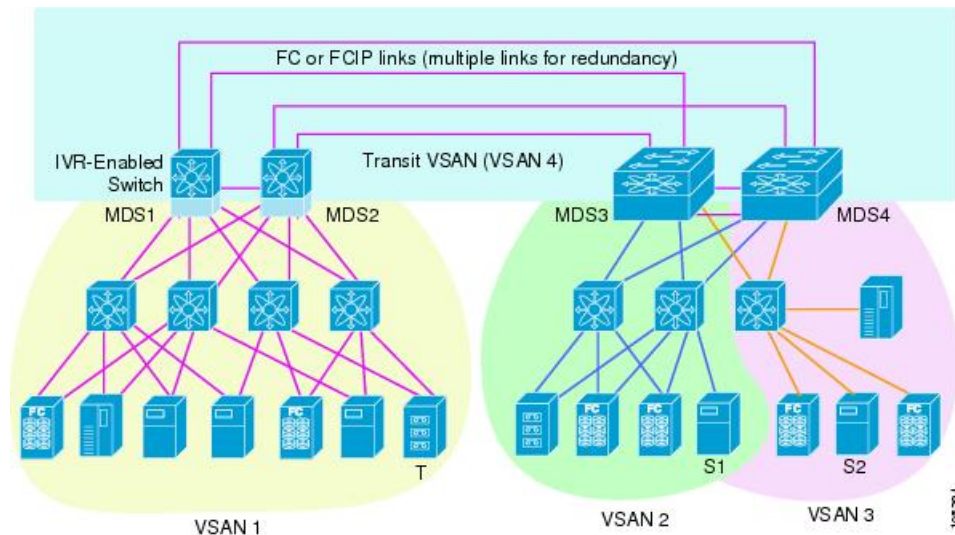 FC or FCIP links (multiple links for redundancy)
IVR-Enabled
Switch
Transit VSAN (VSAN 4)
MDS1
MDS2
MDS3
MDS4
FC
FC
FC
FC
FC
FC
T
S1
S2
VSAN 1
VSAN 2
VSAN 3